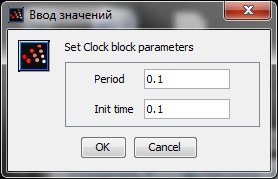 Ввод значений
Set Clock block parameters
Period 0.1
Init time 0.1
OK Cancel